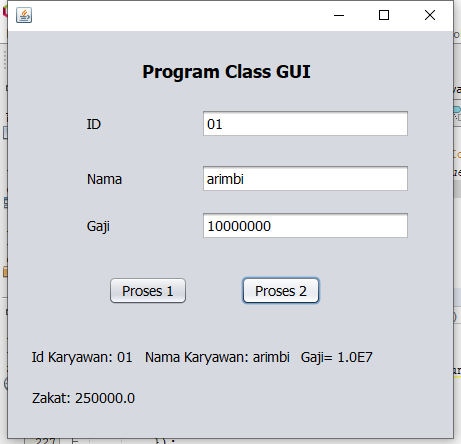 Program Class GUI
ID 01
Nama arimbi
Gaji 10000000
Proses 1 Proses 2
Id Karyawan: 01 Nama Karyawan: arimbi Gaji= 1.0E7
Zakat: 250000.0
227 });